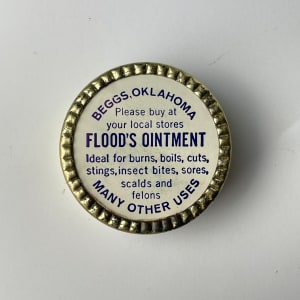 BEGGS, OKLAHOMA
Please buy at
your local stores
FLOOD'S OINTMENT
Ideal for burns, boils, cuts,
stings, insect bites, sores,
scalds and
felons
MANY OTHER USES